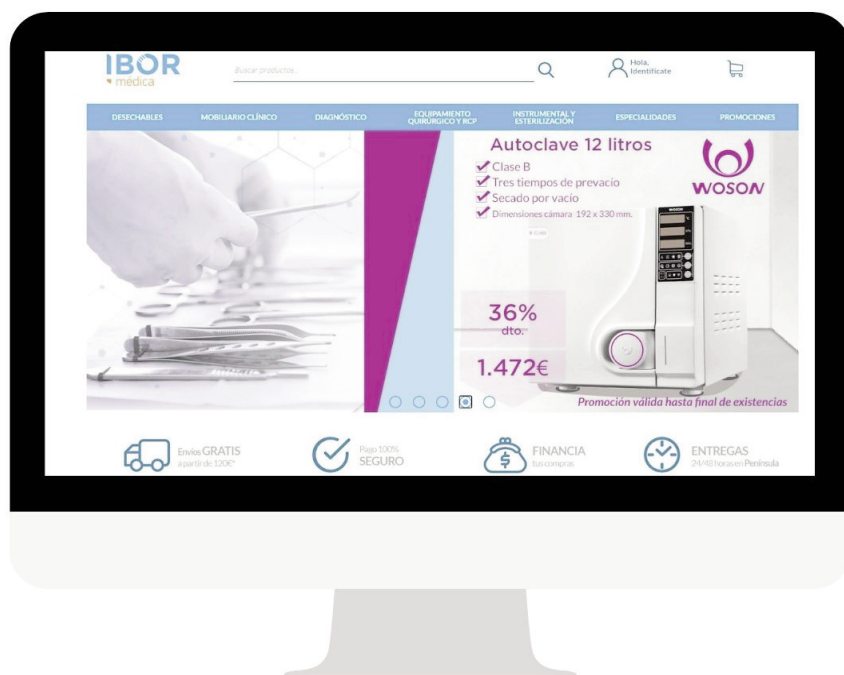 IBOR
médica
Buscar productos..
Hola,
Identifícate
DESECHABLES
MOBILIARIO CLÍNICO
DIAGNÓSTICO
EQUIPAMIENTO
QUIRÚRGICO Y RCP
INSTRUMENTAL Y
ESTERILIZACIÓN
ESPECIALIDADES
PROMOCIONES
Autoclave 12 litros
Clase B
Tres tiempos de prevacio
Secado por vacío
Dimensiones cámara 192 x 330 mm.
WOSON
36%
dto.
1.472€
Promoción válida hasta final de existencias
Envíos GRATIS
a partir de 120€*
Pago 100%
SEGURO
FINANCIA
tus compras
ENTREGAS
24/48 horas en Península